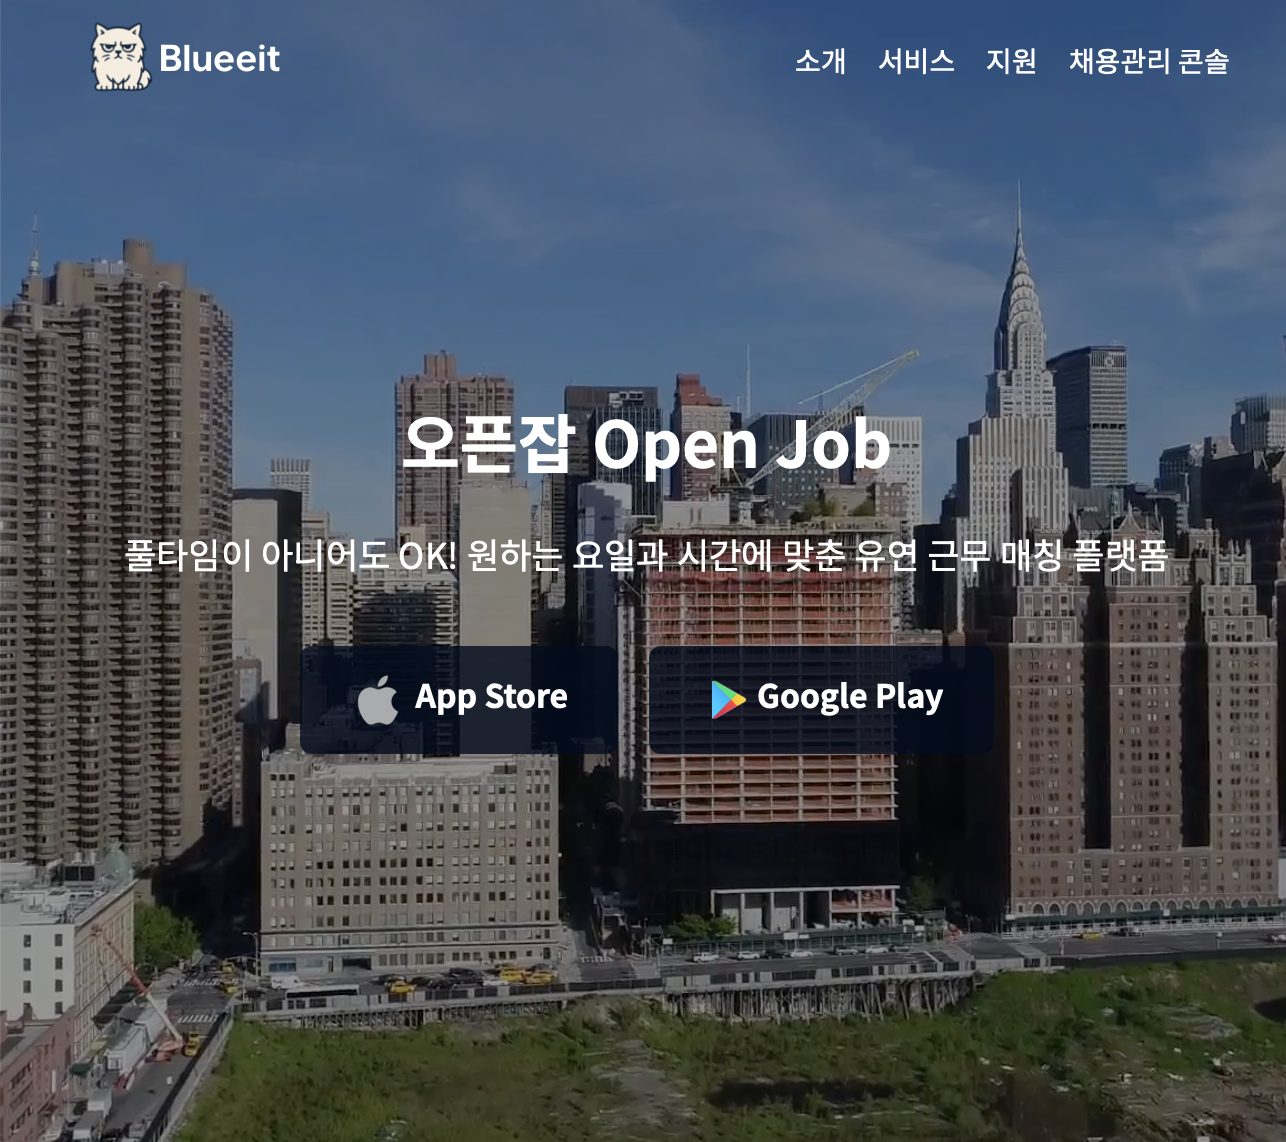 Blueeit
소개 서비스 지원 채용관리 콘솔
오픈잡 Open Job
풀타임이 아니어도 OK! 원하는 요일과 시간에 맞춘 유연 근무 매칭 플랫폼
App Store
Google Play